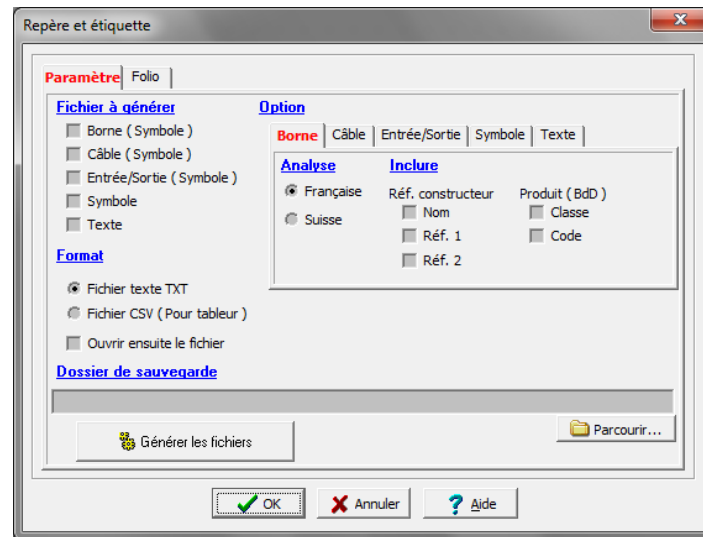 Repère et étiquette
Paramètre Folio
Fichier à générer
Borne ( Symbole )
Câble ( Symbole )
Entrée/Sortie ( Symbole )
Symbole
Texte
Format
Fichier texte TXT
Fichier CSV ( Pour tableur )
Ouvrir ensuite le fichier
Option
Borne Câble Entrée/Sortie Symbole Texte
Analyse
Française
Suisse
Inclure
Réf. constructeur
Nom
Réf. 1
Réf. 2
Produit ( BdD )
Classe
Code
Dossier de sauvegarde
Générer les fichiers
Parcourir...
OK Annuler Aide